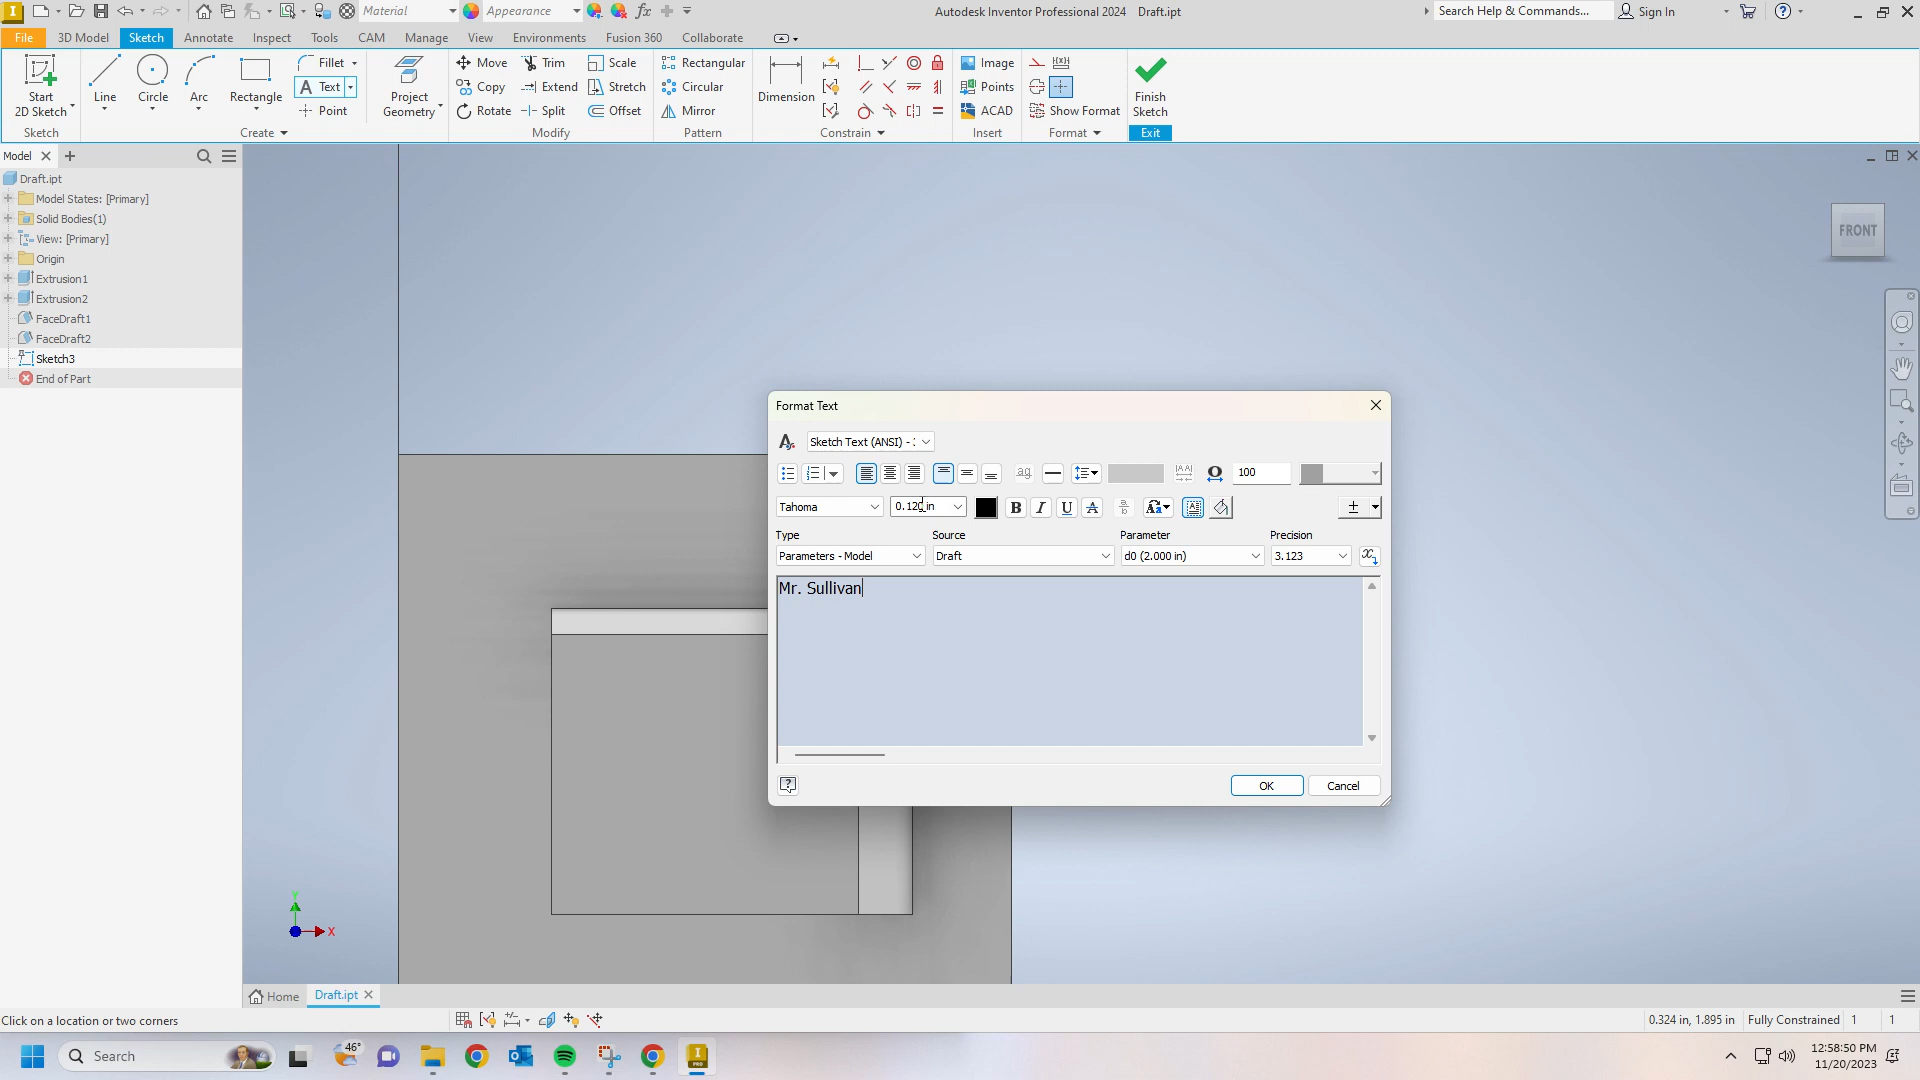 Material
Appearance
Autodesk Inventor Professional 2024 Draft.ipt
Search Help & Commands...
Sign In
File 3D Model Sketch Annotate Inspect Tools CAM Manage View Environments Fusion 360 Collaborate
Start 2D Sketch
Line
Circle
Arc
Rectangle
Fillet
Text
Point
Project Geometry
Move
Copy
Rotate
Trim
Extend
Split
Scale
Stretch
Offset
Rectangular
Circular
Mirror
Dimension
Image
Points
ACAD
Show Format
Finish Sketch
Sketch Create Modify Pattern Constrain Insert Format Exit
Model
Draft.ipt
Model States: [Primary]
Solid Bodies(1)
View: [Primary]
Origin
Extrusion1
Extrusion2
FaceDraft1
FaceDraft2
Sketch3
End of Part
FRONT
Format Text
Sketch Text (ANSI) -
100
Tahoma
0.120 in
Type Source Parameter Precision
Parameters - Model Draft d0 (2.000 in) 3.123
Mr. Sullivan
OK Cancel
Y
X
Home Draft.ipt
Click on a location or two corners
0.324 in, 1.895 in Fully Constrained 1 1
Search
46°
PRO
12:58:50 PM
11/20/2023